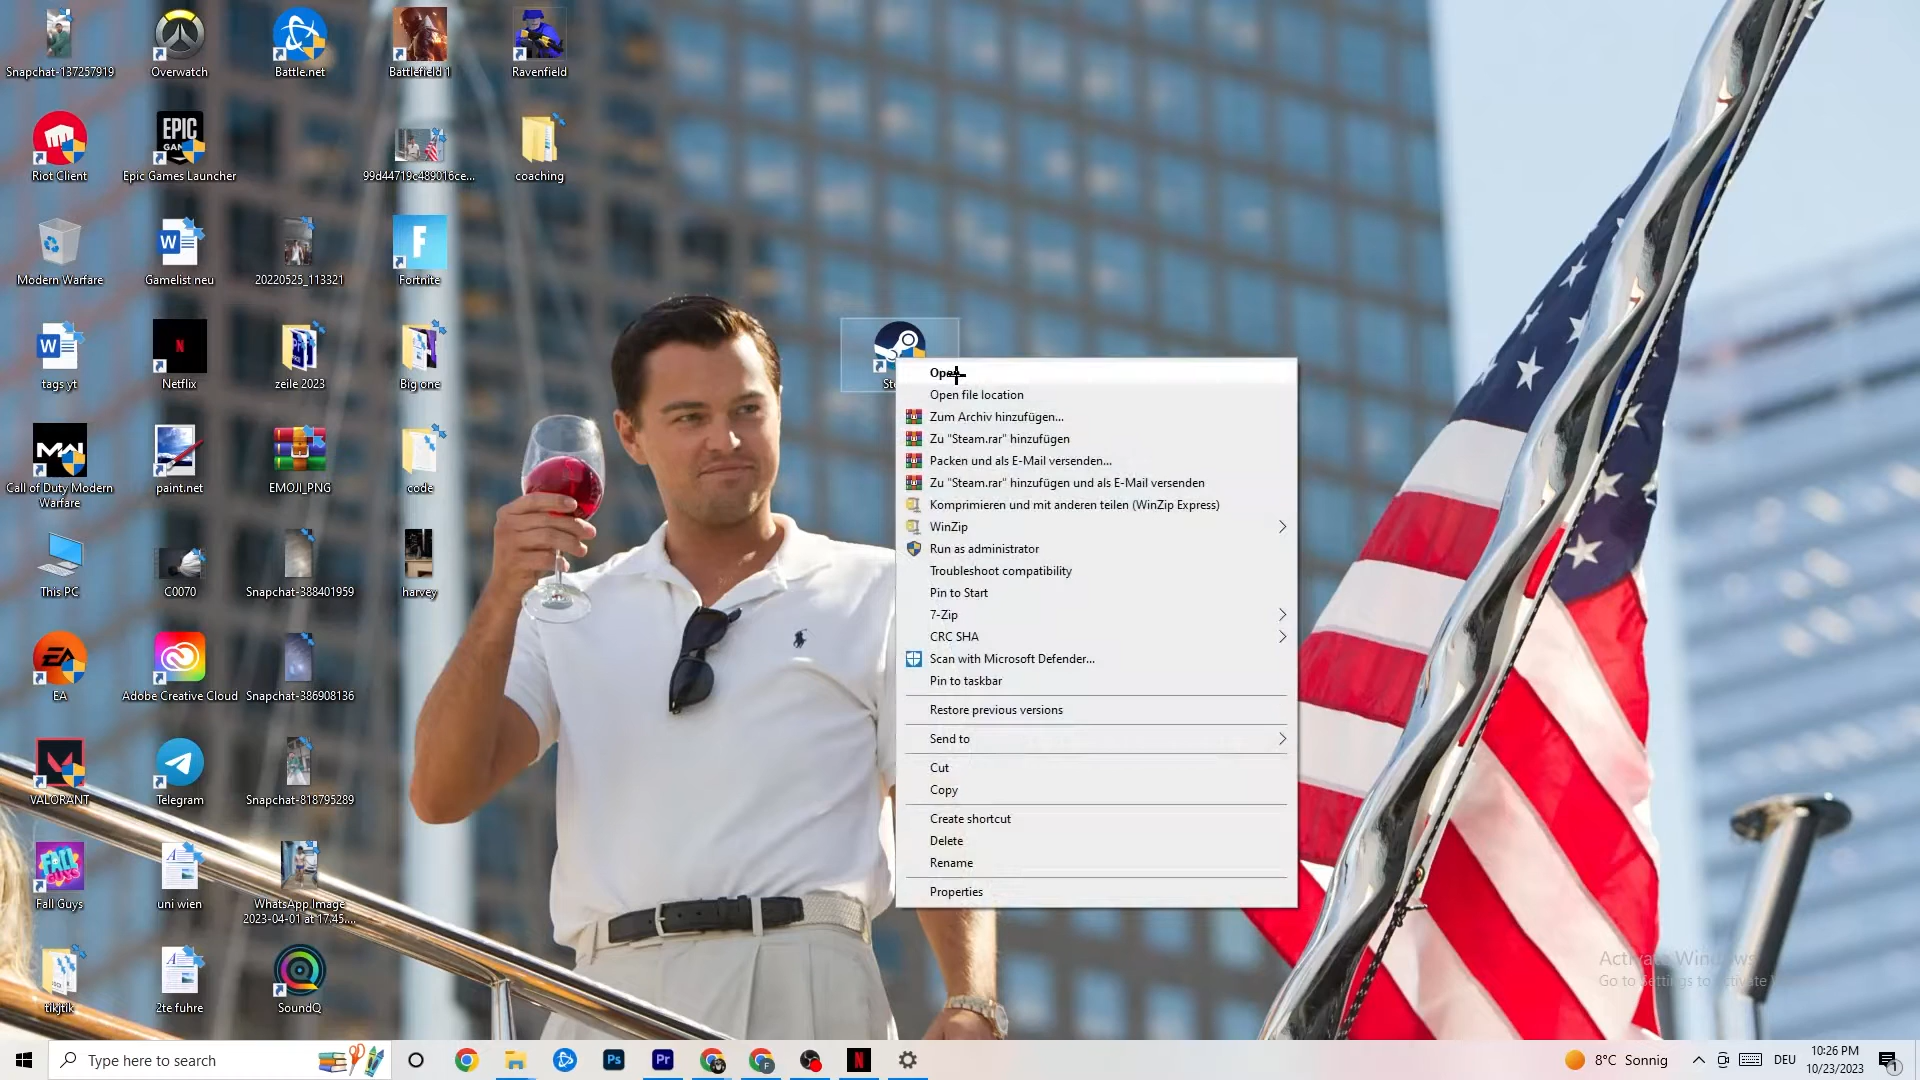 Snapchat-137257919
Overwatch
Battle.net
Battlefield 1
Ravenfield
EPIC
Riot Client
Epic Games Launcher
99d44719c489016ce...
coaching
Modern Warfare
Gamelist neu
20220525_113321
Fortnite
tags yt
Netflix
zeile 2023
Big one
Call of Duty Modern
Warfare
paint.net
EMOJI_PNG
code
This PC
C0070
Snapchat-388401959
harvey
EA
Adobe Creative Cloud
Snapchat-386908136
VALORANT
Telegram
Snapchat-818795289
Fall Guys
uni wien
WhatsApp Image
2023-04-01 at 17.45....
tikjtik
2te fuhre
SoundQ
Open
Open file location
Zum Archiv hinzufügen...
Zu "Steam.rar" hinzufügen
Packen und als E-Mail versenden...
Zu "Steam.rar" hinzufügen und als E-Mail versenden
Komprimieren und mit anderen teilen (WinZip Express)
WinZip
Run as administrator
Troubleshoot compatibility
Pin to Start
7-Zip
CRC SHA
Scan with Microsoft Defender...
Pin to taskbar
Restore previous versions
Send to
Cut
Copy
Create shortcut
Delete
Rename
Properties
Activate Windows
Go to Settings to activate
Type here to search
Ps
Pr
8°C Sonnig
DEU
10:26 PM
10/23/2023
1